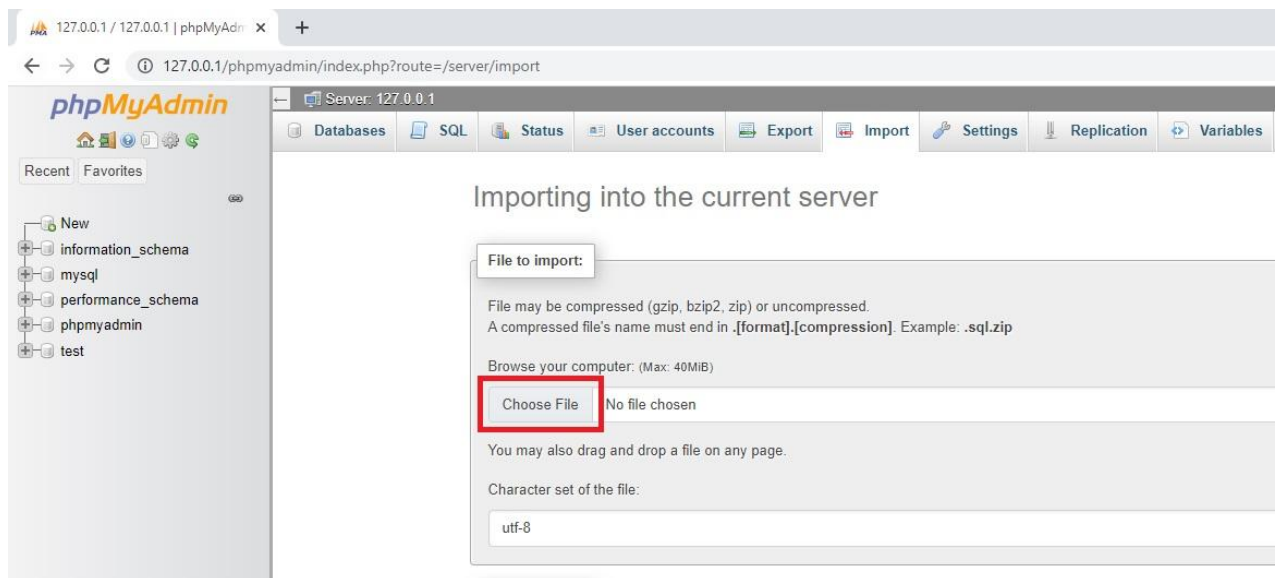 127.0.0.1 / 127.0.0.1 | phpMyAdm
127.0.0.1/phpmyadmin/index.php?route=/server/import
phpMyAdmin
Server: 127.0.0.1
Databases SQL Status User accounts Export Import Settings Replication Variables
Recent Favorites
New
information_schema
mysql
performance_schema
phpmyadmin
test
Importing into the current server
File to import:
File may be compressed (gzip, bzip2, zip) or uncompressed.
A compressed file's name must end in .[format].[compression]. Example: .sql.zip
Browse your computer: (Max: 40MiB)
Choose File No file chosen
You may also drag and drop a file on any page.
Character set of the file:
utf-8